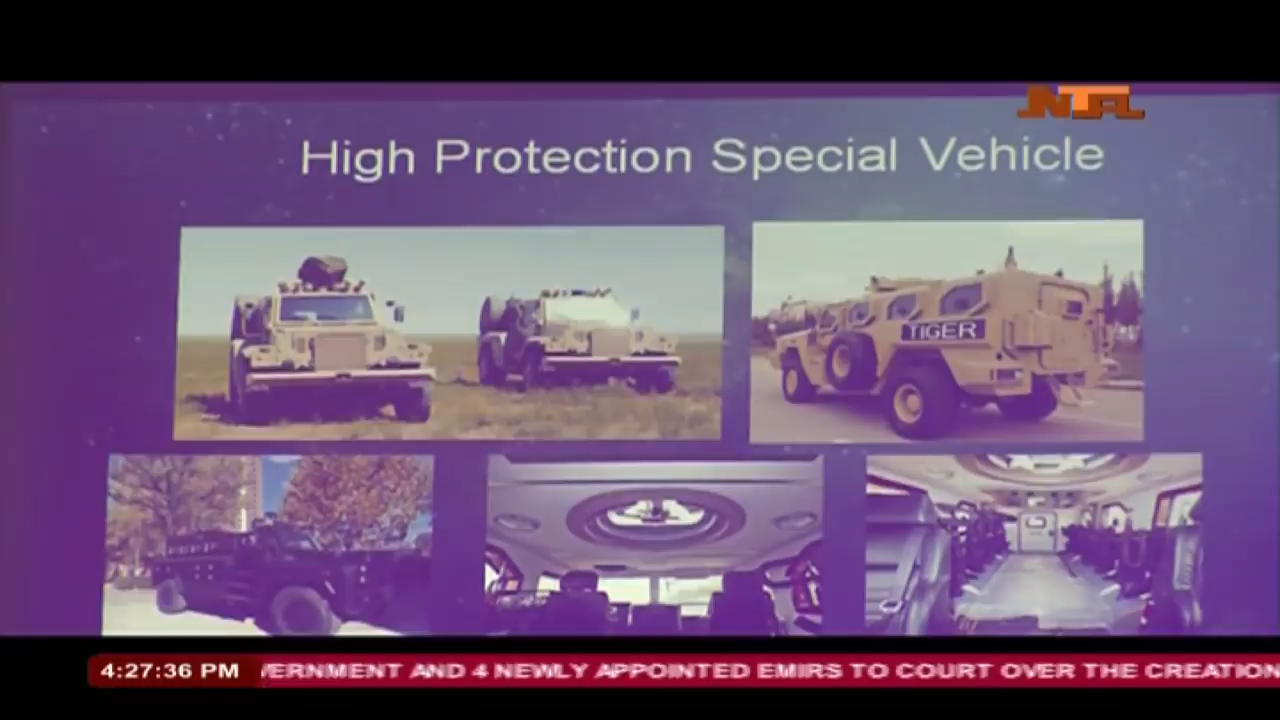 NTA
High Protection Special Vehicle
TIGER
4:27:36 PM
VERNMENT AND 4 NEWLY APPOINTED EMIRS TO COURT OVER THE CREATION